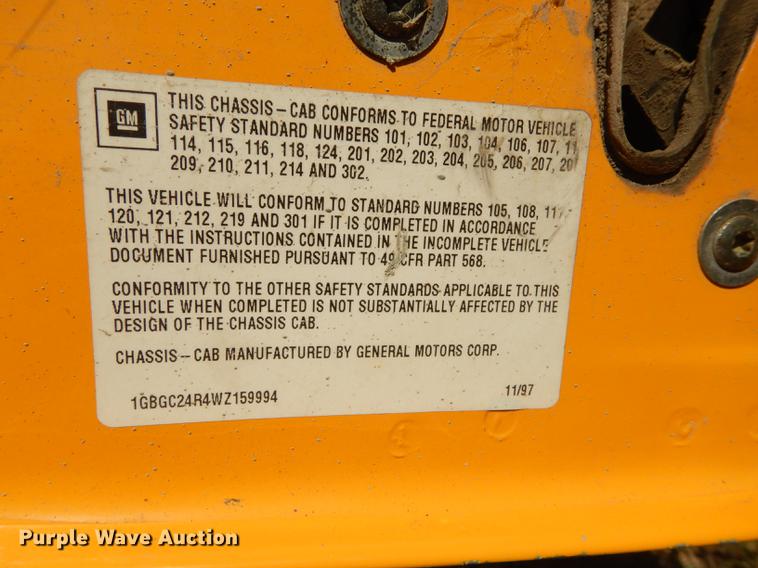 GM
THIS CHASSIS-CAB CONFORMS TO FEDERAL MOTOR VEHICLE
SAFETY STANDARD NUMBERS 101, 102, 103, 104, 106, 107,
114, 115, 116, 118, 124, 201, 202, 203, 204, 205, 206, 207,
209, 210, 211, 214 AND 302.
THIS VEHICLE WILL CONFORM TO STANDARD NUMBERS 105, 108,
120, 121, 212, 219 AND 301 IF IT IS COMPLETED IN ACCORDANCE
WITH THE INSTRUCTIONS CONTAINED IN THE INCOMPLETE VEHICLE
DOCUMENT FURNISHED PURSUANT TO 49 CFR PART 568.
CONFORMITY TO THE OTHER SAFETY STANDARDS APPLICABLE TO THIS
VEHICLE WHEN COMPLETED IS NOT SUBSTANTIALLY AFFECTED BY THE
DESIGN OF THE CHASSIS CAB.
CHASSIS-CAB MANUFACTURED BY GENERAL MOTORS CORP.
1GBGC24R4WZ159994 11/97
Purple Wave Auction